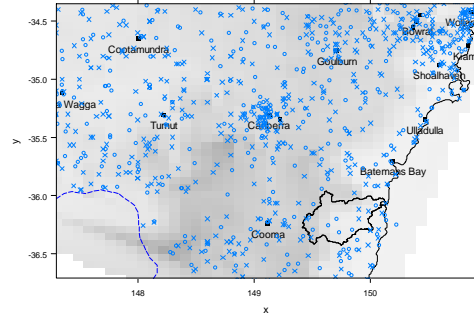 34.5
Bowra
Cootamundra
Goulburn
35.0
Shoalhaven
Wagga
Tumut
Canberra
Ulladulla
y
35.5
Batemans Bay
36.0
Cooma
36.5
148
149
150
x